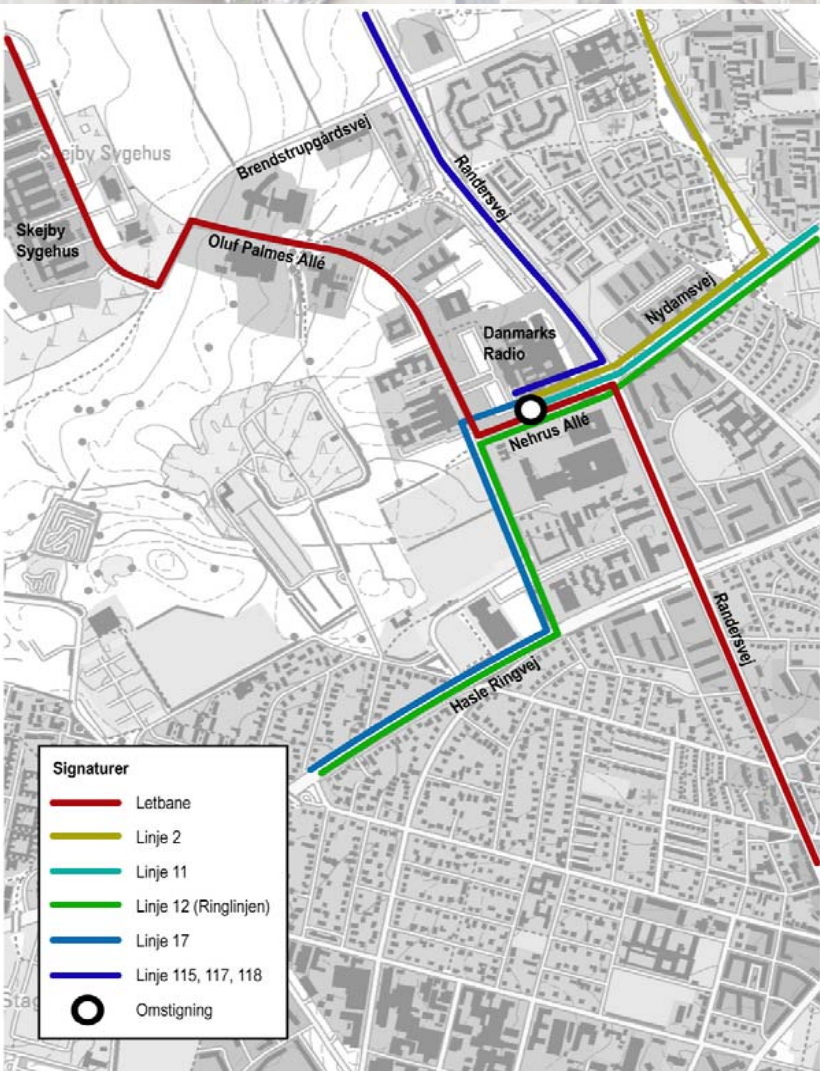 Skejby Sygehus
Brendstrupgårdsvej
Randersvej
Skejby
Sygehus
Oluf Palmes Allé
Nydamsvej
Danmarks
Radio
Nehrus Allé
Randersvej
Hasle Ringvej
Signaturer
Letbane
Linje 2
Linje 11
Linje 12 (Ringlinjen)
Linje 17
Linje 115, 117, 118
Omstigning